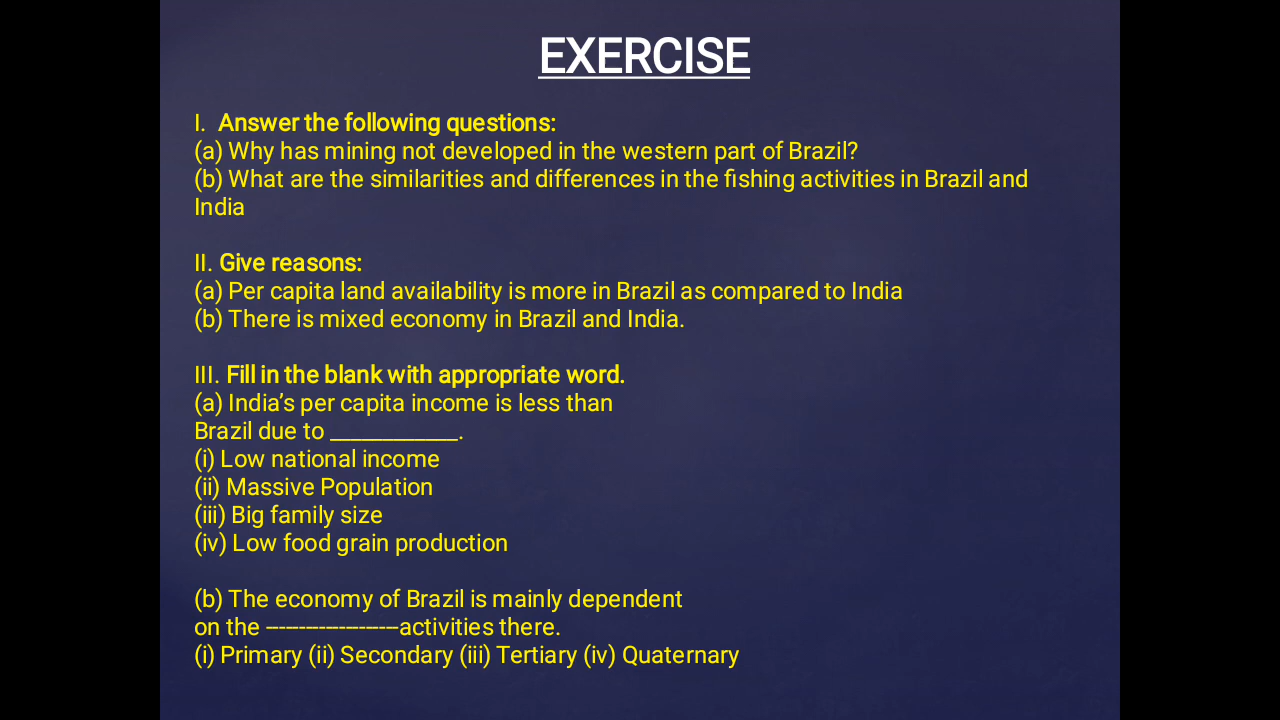 EXERCISE
I. Answer the following questions:
(a) Why has mining not developed in the western part of Brazil?
(b) What are the similarities and differences in the fishing activities in Brazil and
India
II. Give reasons:
(a) Per capita land availability is more in Brazil as compared to India
(b) There is mixed economy in Brazil and India.
III. Fill in the blank with appropriate word.
(a) India’s per capita income is less than
Brazil due to ____________.
(i) Low national income
(ii) Massive Population
(iii) Big family size
(iv) Low food grain production
(b) The economy of Brazil is mainly dependent
on the --------------------activities there.
(i) Primary (ii) Secondary (iii) Tertiary (iv) Quaternary